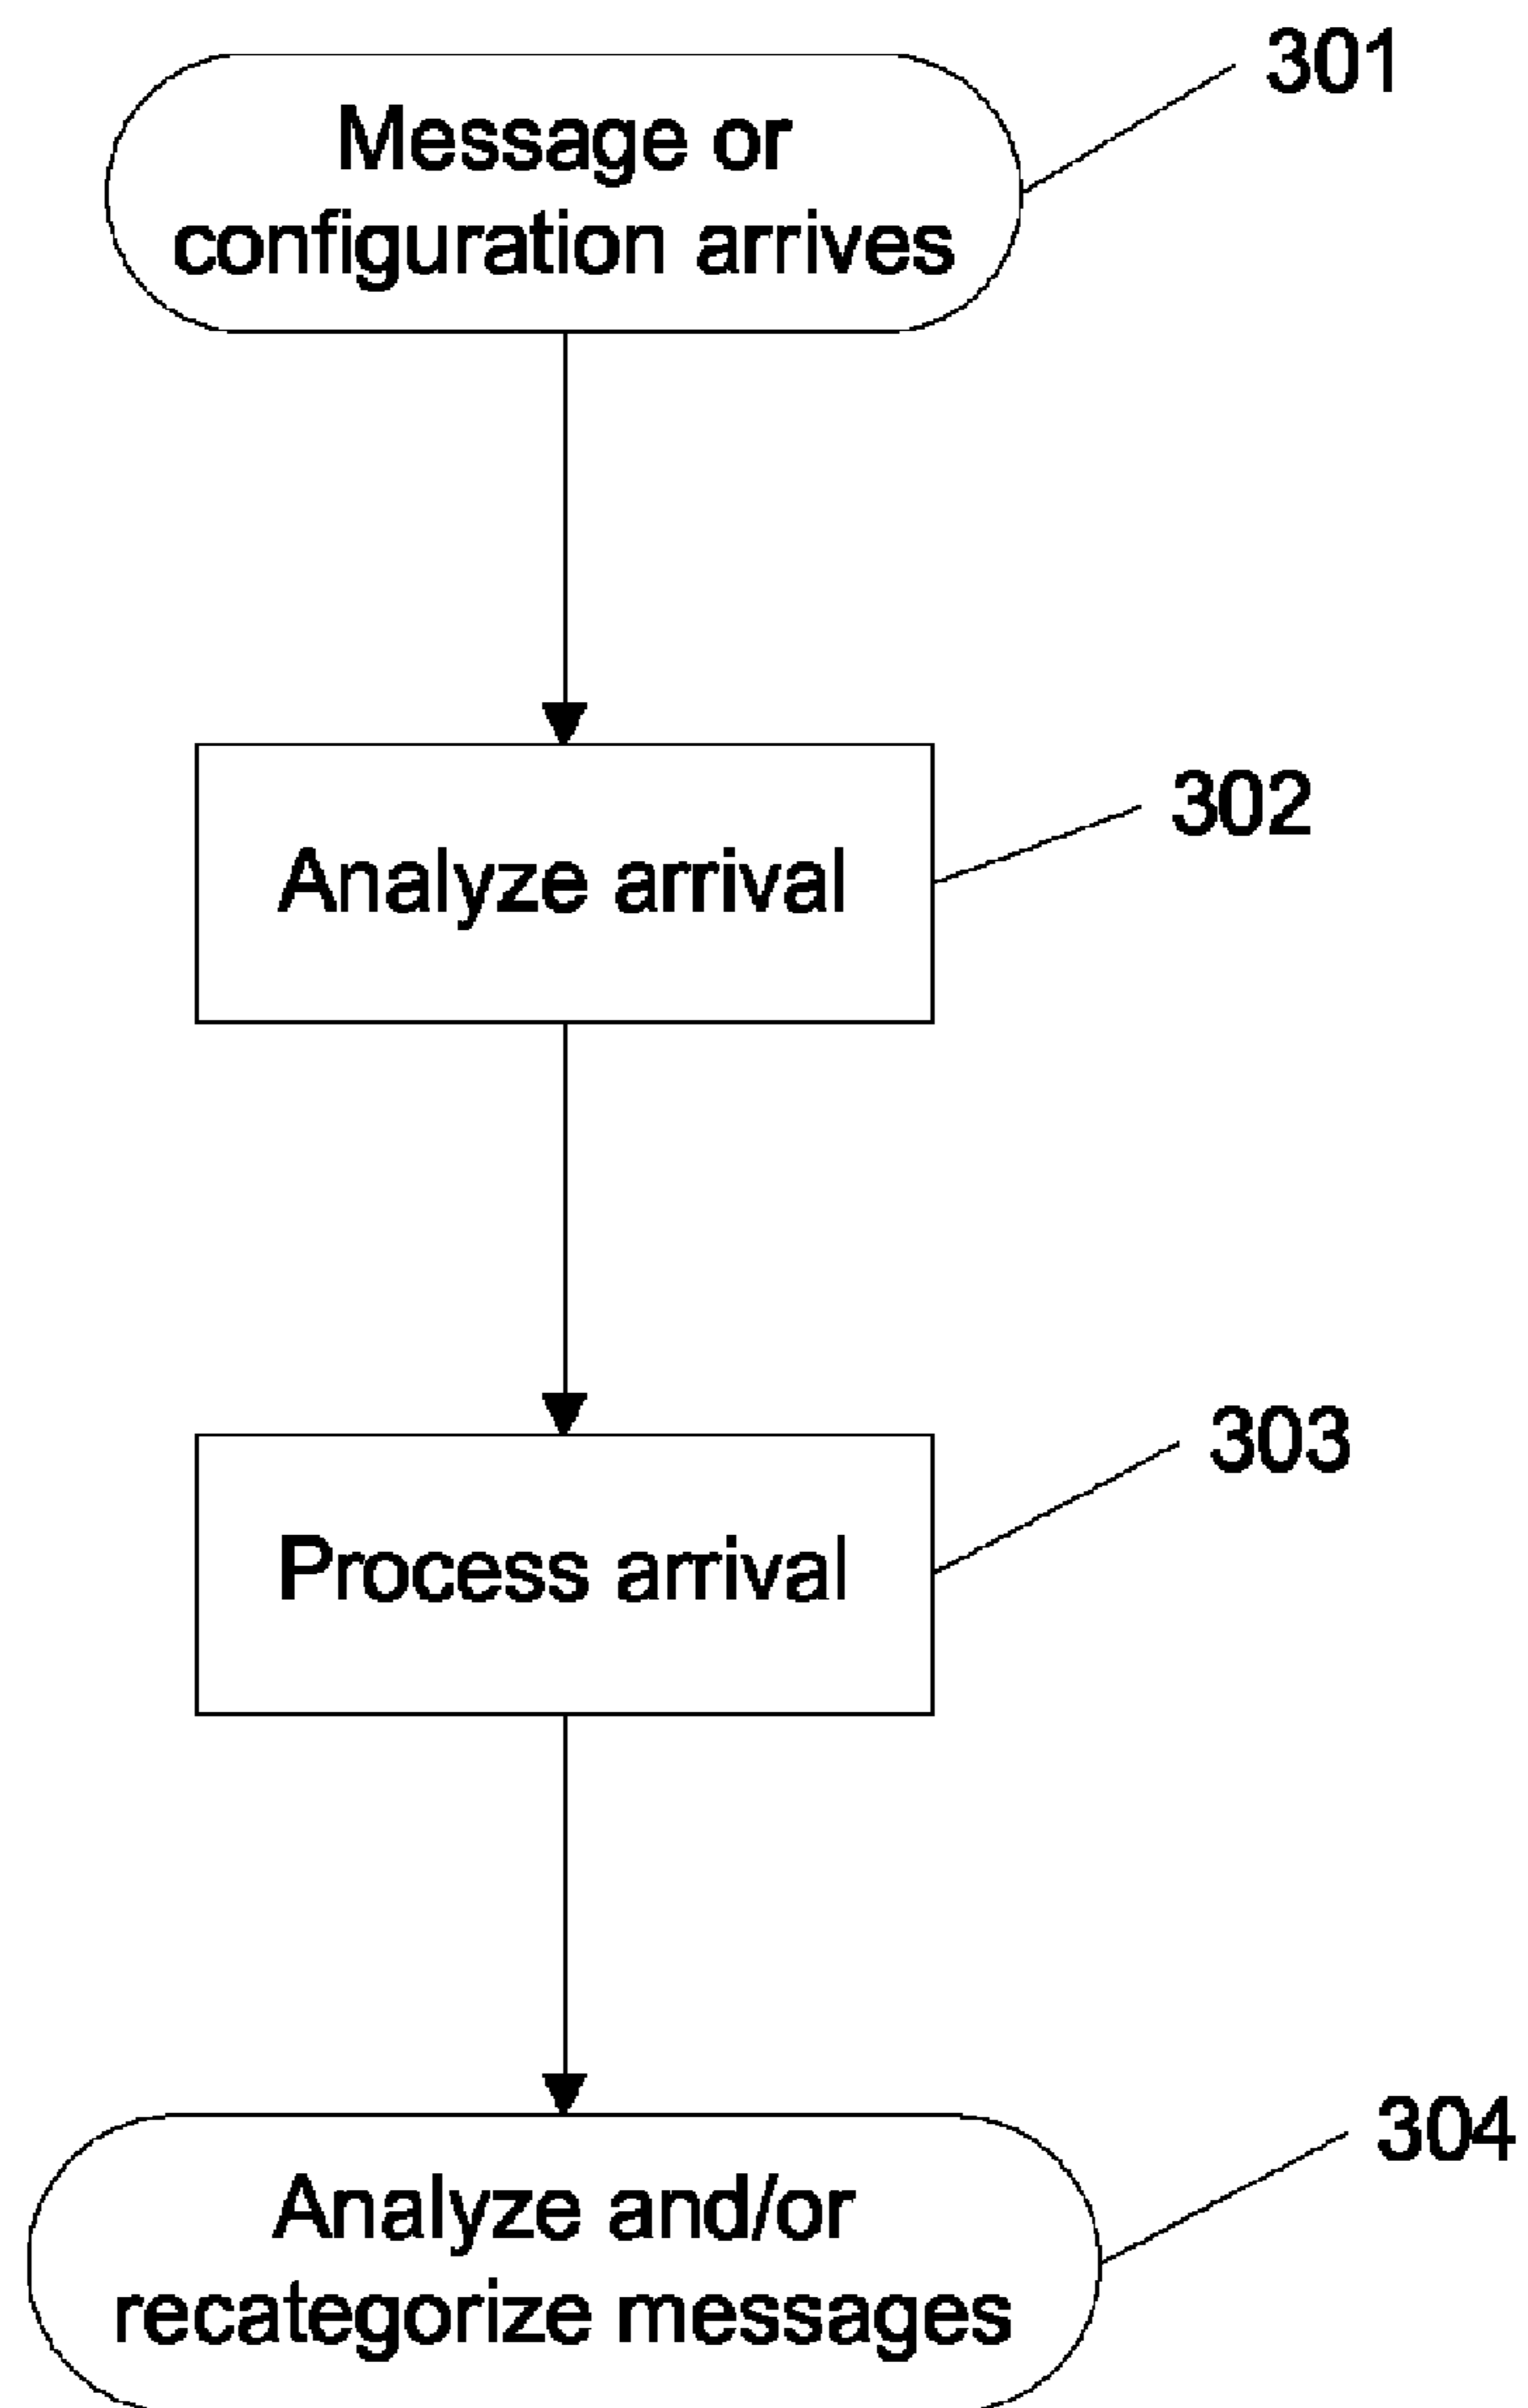 301
Message or
configuration arrives
302
Analyze arrival
303
Process arrival
304
Analyze and/or
recategorize messages